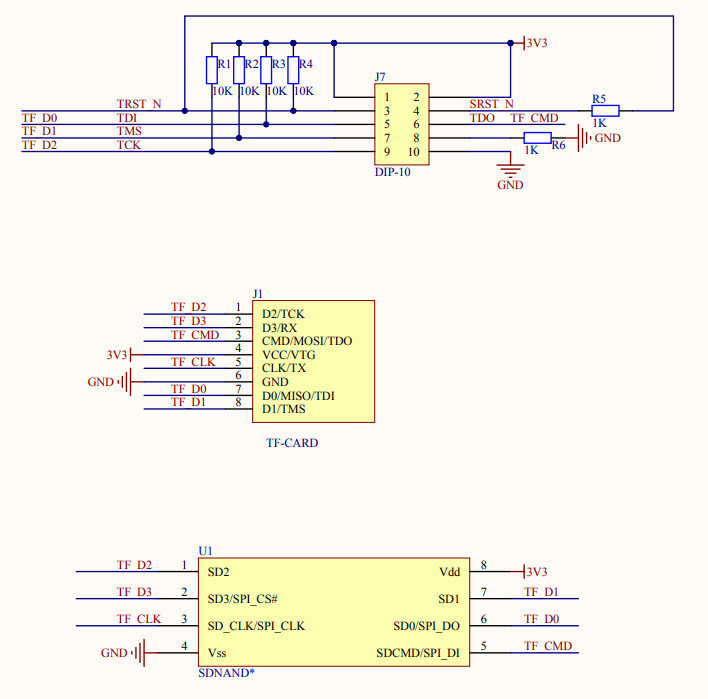 3V3
R1 R2 R3 R4
10K 10K 10K 10K
J7
TRST_N
1 2
3 4
SRST_N
R5
1K
TF_D0 TDI
5 6
TDO TF_CMD
TF_D1 TMS
7 8
1K R6
GND
TF_D2 TCK
9 10
DIP-10
GND
J1
TF_D2 1 D2/TCK
TF_D3 2 D3/RX
TF_CMD 3 CMD/MOSI/TDO
3V3 4 VCC/VTG
TF_CLK 5 CLK/TX
GND 6 GND
TF_D0 7 D0/MISO/TDI
TF_D1 8 D1/TMS
TF-CARD
U1
TF_D2 1 SD2 Vdd 8 3V3
TF_D3 2 SD3/SPI_CS# SD1 7 TF_D1
TF_CLK 3 SD_CLK/SPI_CLK SD0/SPI_DO 6 TF_D0
GND 4 Vss SDCMD/SPI_DI 5 TF_CMD
SDNAND*